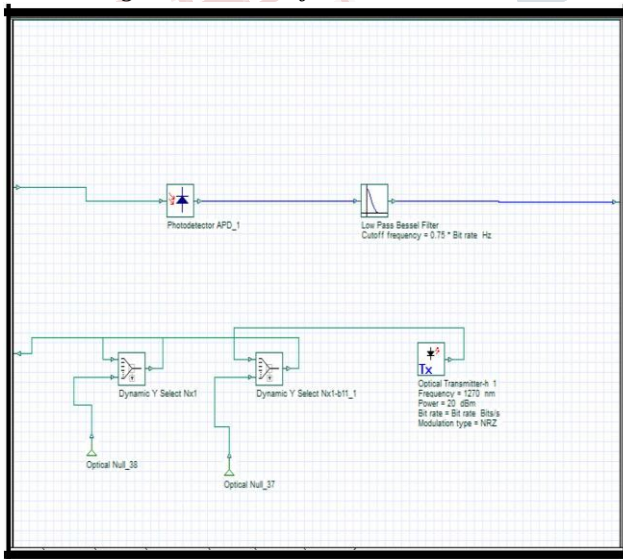 Photodetector APD_1
Low Pass Bessel Filter
Cutoff frequency = 0.75 * Bit rate Hz
Dynamic Y Select Nx1
Dynamic Y Select Nx1-b11_1
Tx
Optical Transmitter-h 1
Frequency = 1270 nm
Power = 20 dBm
Bit rate = Bit rate Bits/s
Modulation type = NRZ
Optical Null_38
Optical Null_37